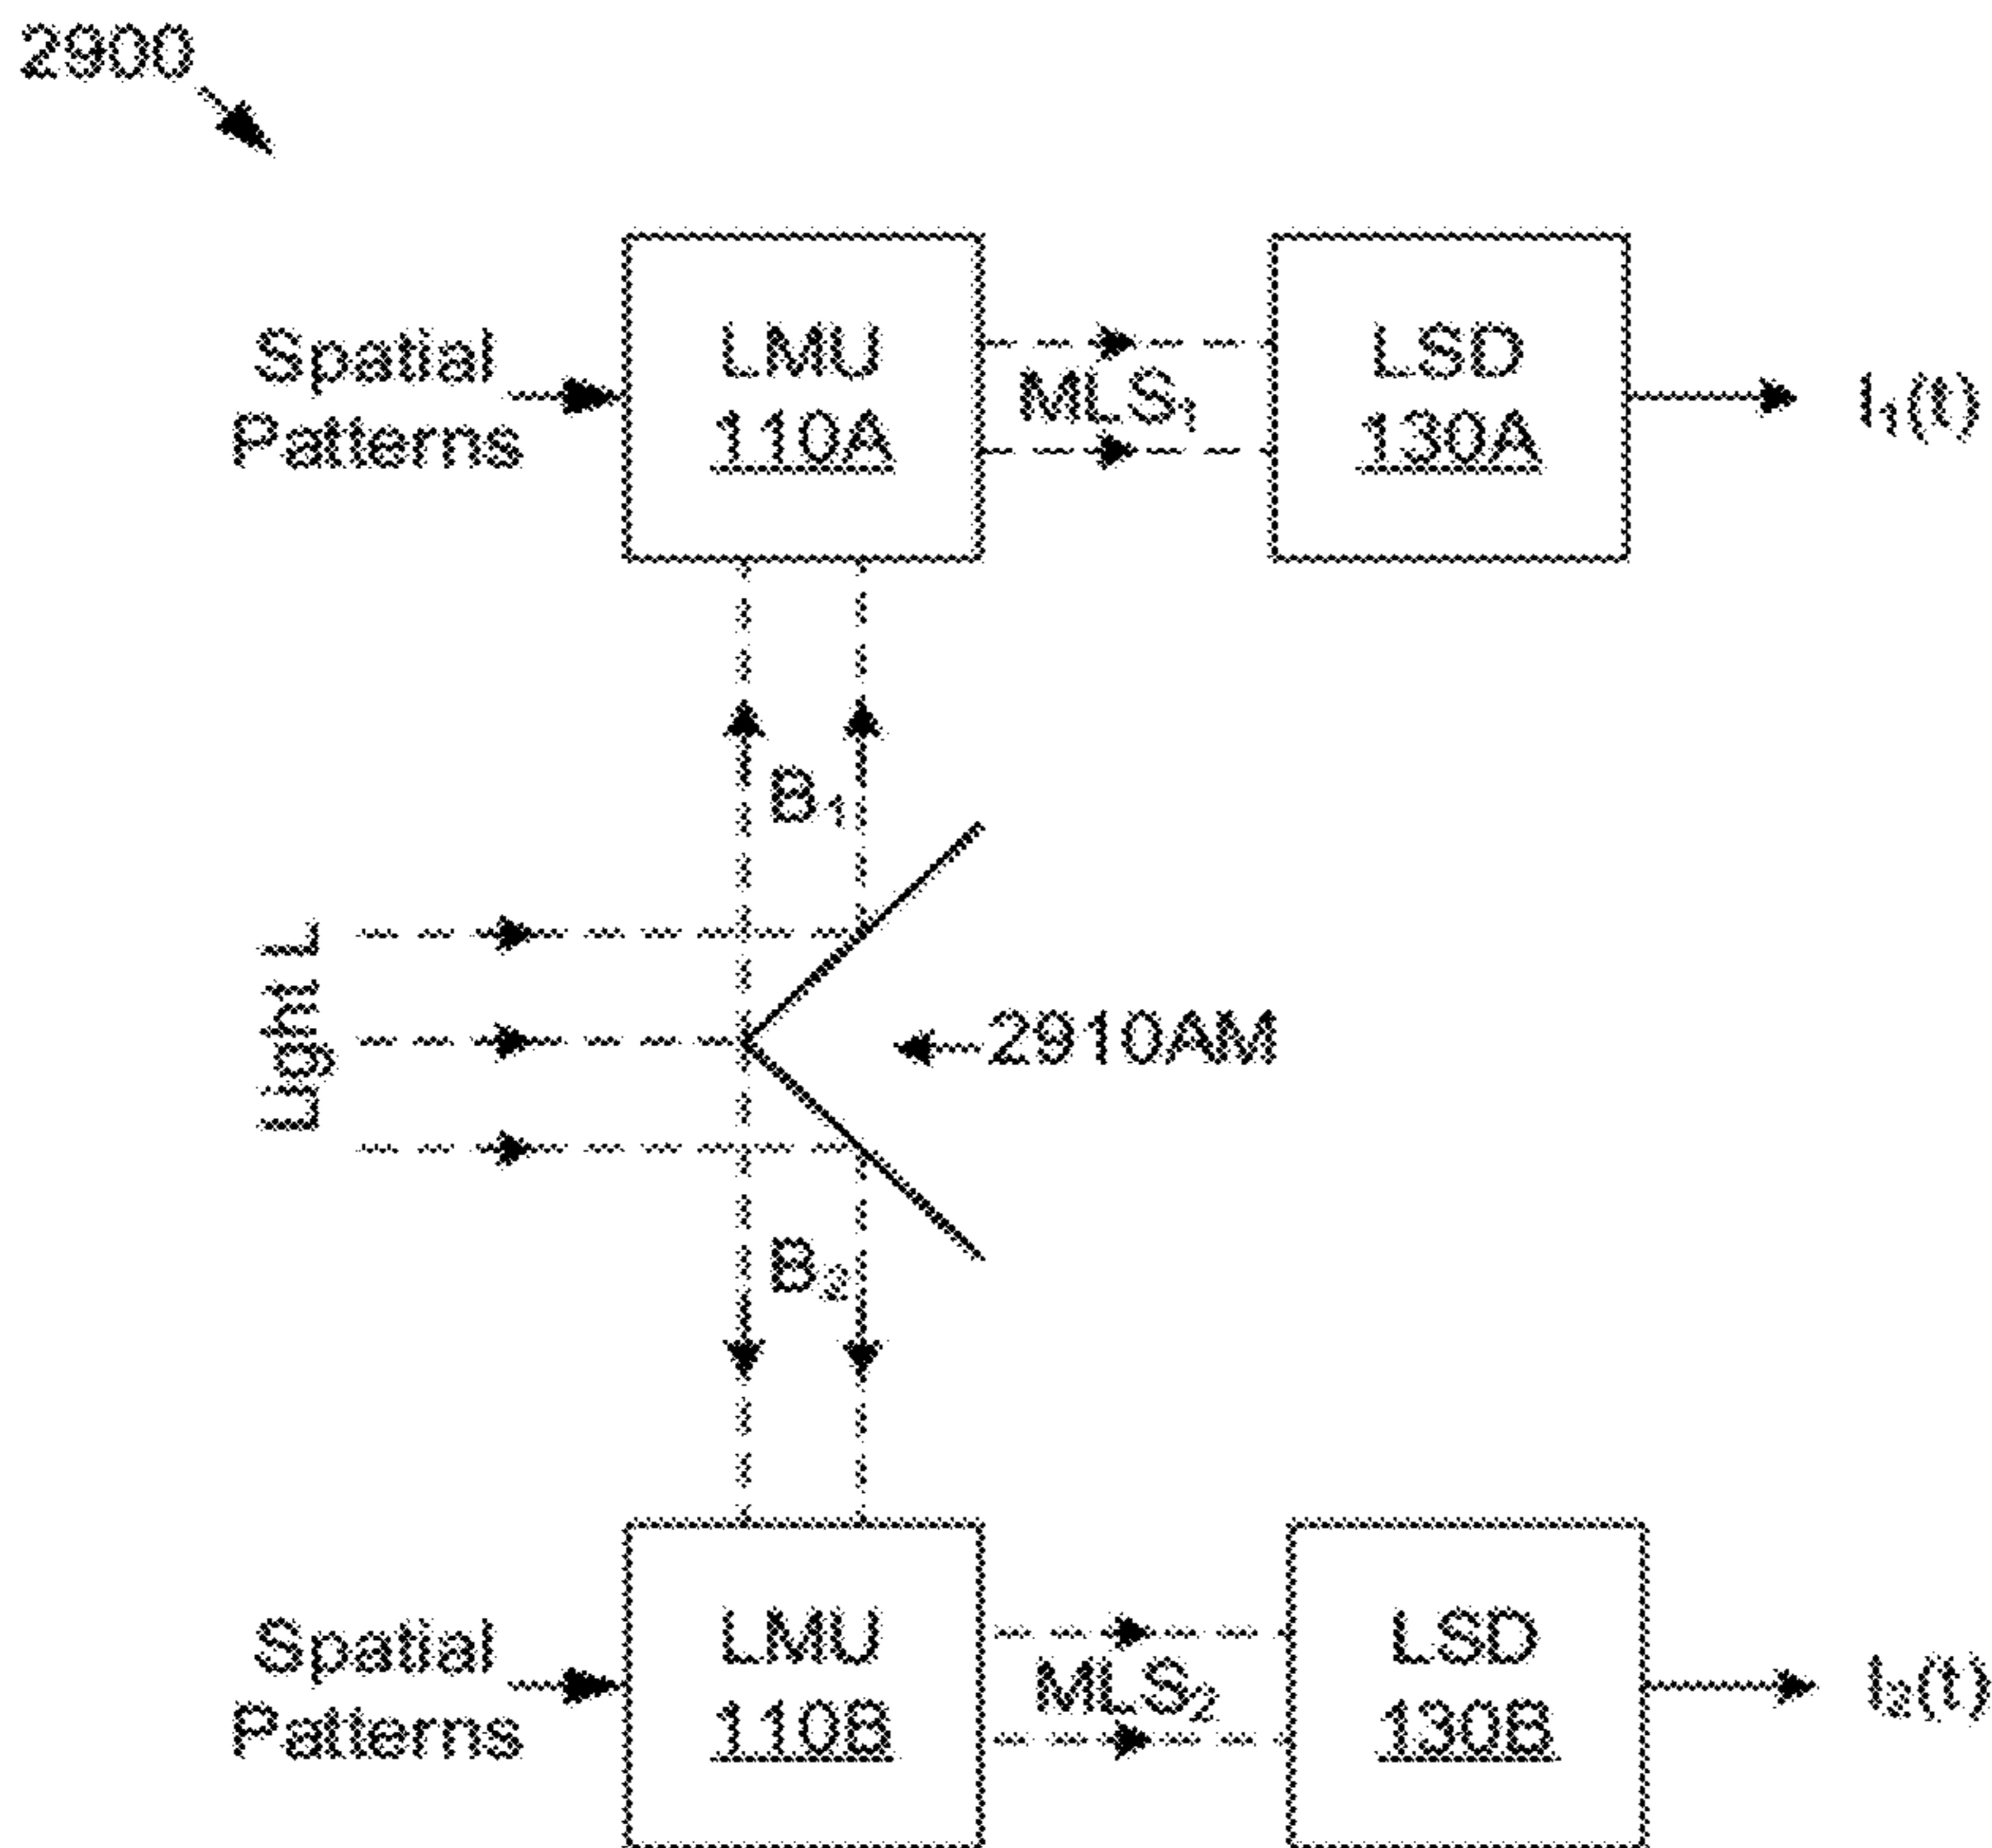 2900
Spatial
Patterns
LMU
110A
MLS₁
LSD
130A
I₁(t)
B₁
Light L
2910AM
B₂
Spatial
Patterns
LMU
110B
MLS₂
LSD
130B
I₂(t)